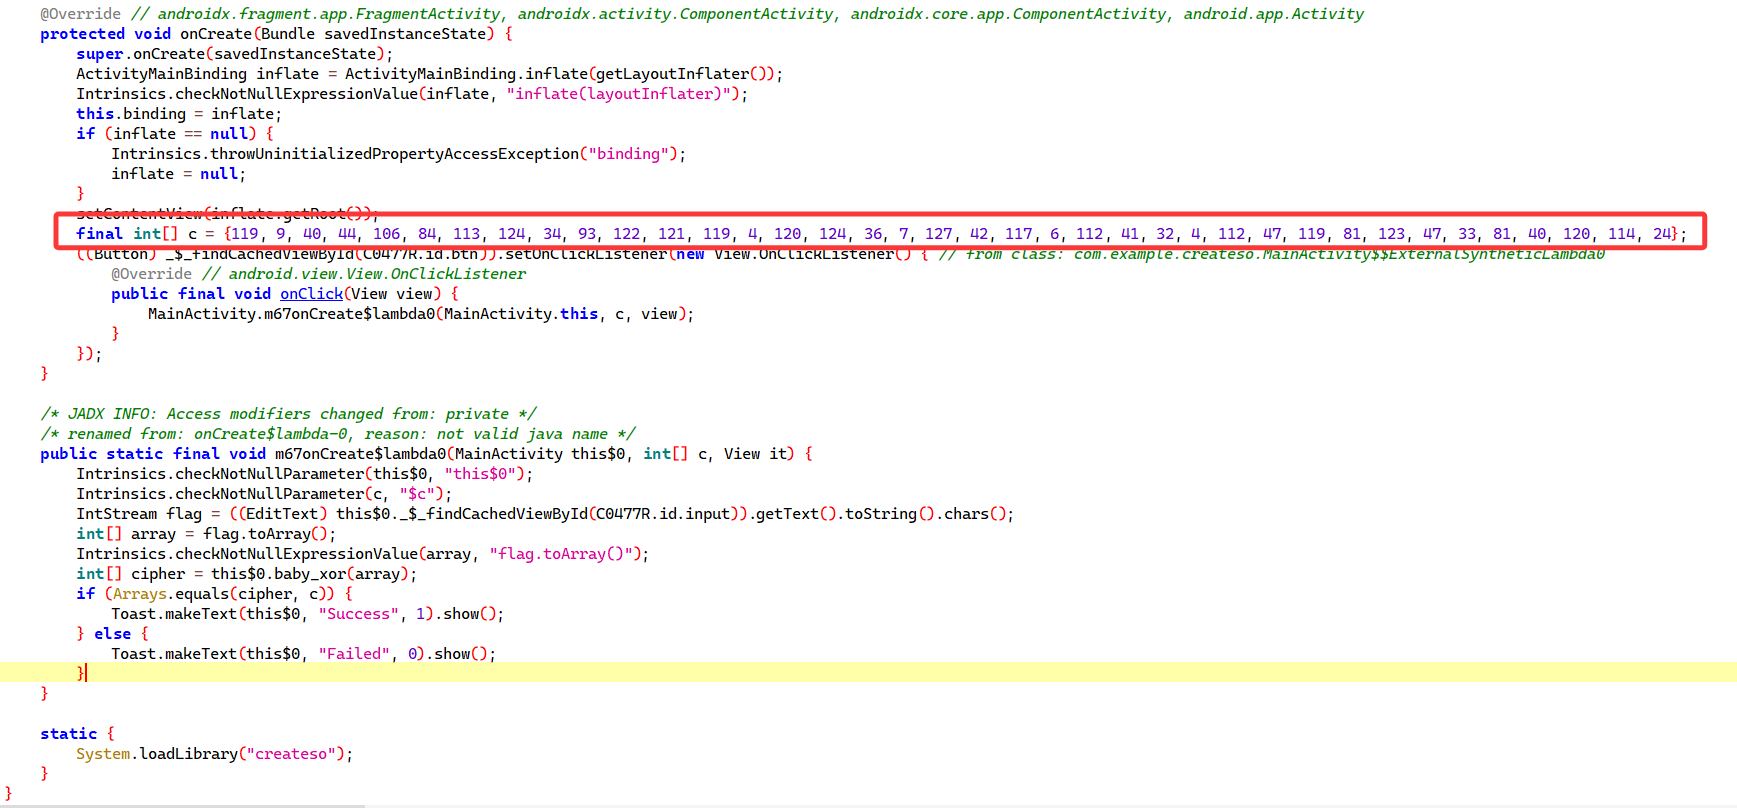 @Override // androidx.fragment.app.FragmentActivity, androidx.activity.ComponentActivity, androidx.core.app.ComponentActivity, android.app.Activity
protected void onCreate(Bundle savedInstanceState) {
super.onCreate(savedInstanceState);
ActivityMainBinding inflate = ActivityMainBinding.inflate(getLayoutInflater());
Intrinsics.checkNotNullExpressionValue(inflate, "inflate(layoutInflater)");
this.binding = inflate;
if (inflate == null) {
Intrinsics.throwUninitializedPropertyAccessException("binding");
inflate = null;
}
setContentView(inflate.getRoot());
final int[] c = {119, 9, 40, 44, 106, 84, 113, 124, 34, 93, 122, 121, 119, 4, 120, 124, 36, 7, 127, 42, 117, 6, 112, 41, 32, 4, 112, 47, 119, 81, 123, 47, 33, 81, 40, 120, 114, 24};
((Button) _$_findCachedViewById(C0477R.id.btn)).setOnClickListener(new View.OnClickListener() { // from class: com.example.createso.MainActivity$$ExternalSyntheticLambda0
@Override // android.view.View.OnClickListener
public final void onClick(View view) {
MainActivity.m67onCreate$lambda0(MainActivity.this, c, view);
}
});
}
/* JADX INFO: Access modifiers changed from: private */
/* renamed from: onCreate$lambda-0, reason: not valid java name */
public static final void m67onCreate$lambda0(MainActivity this$0, int[] c, View it) {
Intrinsics.checkNotNullParameter(this$0, "this$0");
Intrinsics.checkNotNullParameter(c, "$c");
IntStream flag = ((EditText) this$0._$_findCachedViewById(C0477R.id.input)).getText().toString().chars();
int[] array = flag.toArray();
Intrinsics.checkNotNullExpressionValue(array, "flag.toArray()");
int[] cipher = this$0.baby_xor(array);
if (Arrays.equals(cipher, c)) {
Toast.makeText(this$0, "Success", 1).show();
} else {
Toast.makeText(this$0, "Failed", 0).show();
}
}
static {
System.loadLibrary("createso");
}
}